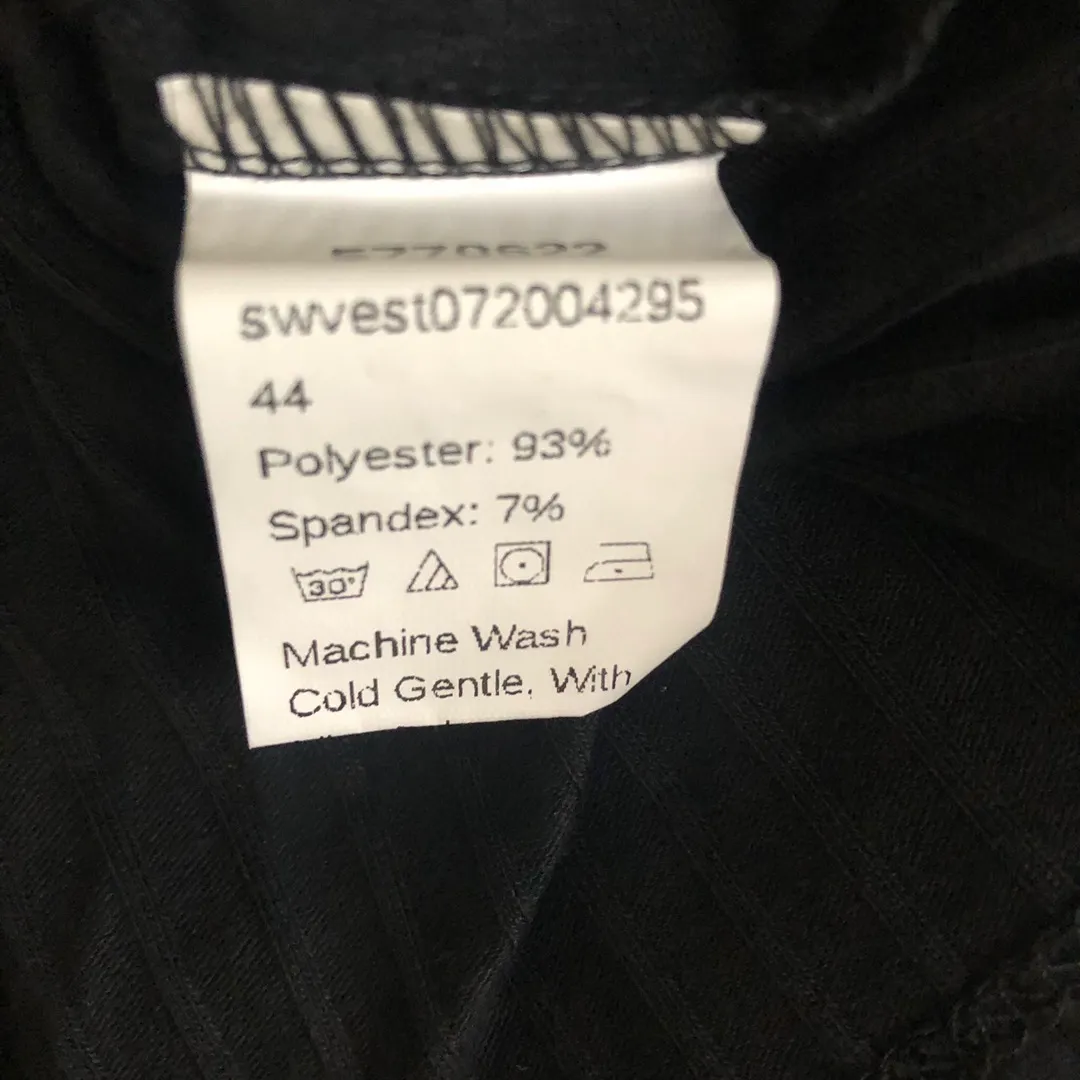 swvest072004295
44
Polyester: 93%
Spandex: 7%
30°
Machine Wash
Cold Gentle, With